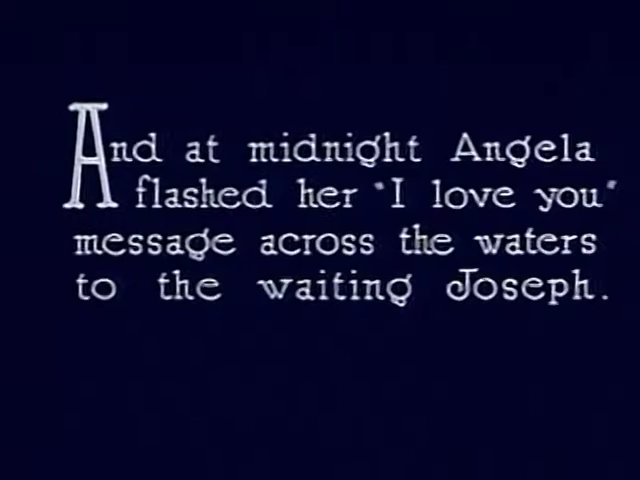 And at midnight Angela
flashed her "I love you"
message across the waters
to the waiting Joseph.